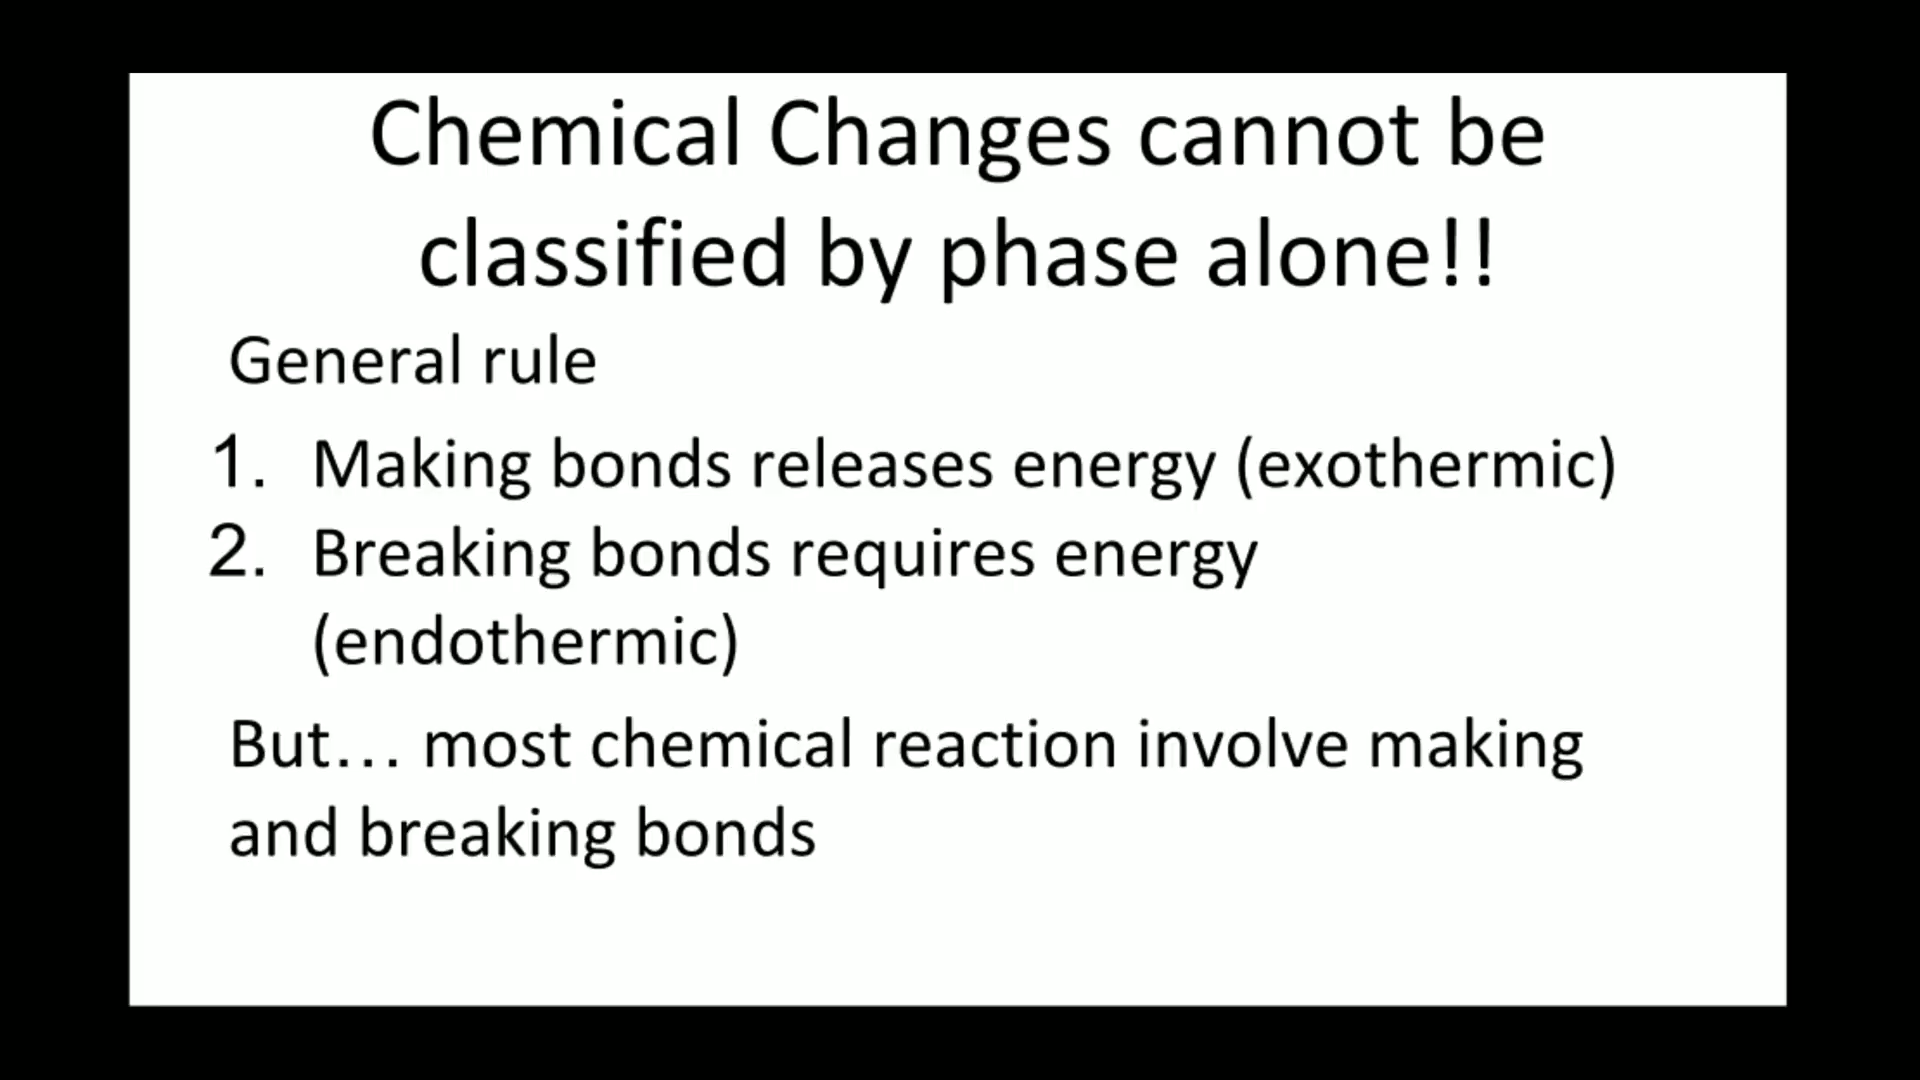 Chemical Changes cannot be
classified by phase alone!!
General rule
1. Making bonds releases energy (exothermic)
2. Breaking bonds requires energy
(endothermic)
But... most chemical reaction involve making
and breaking bonds